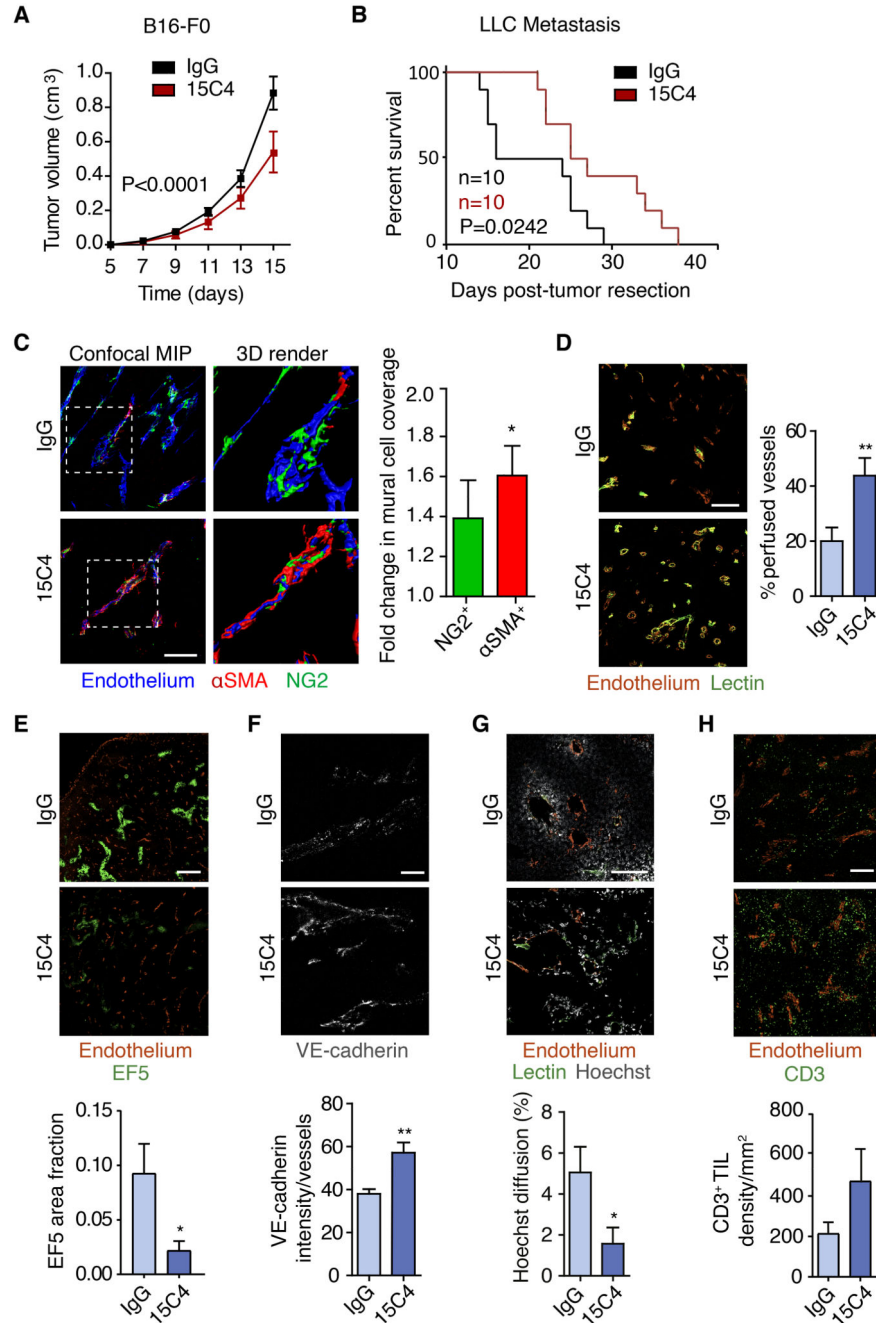 A
B16-F0
IgG
15C4
Tumor volume (cm³)
1.0
0.8
0.6
0.4
0.2
0.0
P<0.0001
5 7 9 11 13 15
Time (days)
B
LLC Metastasis
IgG
15C4
Percent survival
100
50
0
n=10
n=10
P=0.0242
10 20 30 40
Days post-tumor resection
C
Confocal MIP
3D render
IgG
15C4
Endothelium αSMA NG2
Fold change in mural cell coverage
2.0
1.8
1.6
1.4
1.2
1.0
*
NG2⁺
αSMA⁺
D
IgG
15C4
Endothelium Lectin
% perfused vessels
60
40
20
0
**
IgG
15C4
E
IgG
15C4
Endothelium
EF5
EF5 area fraction
0.15
0.10
0.05
0.00
*
IgG
15C4
F
IgG
15C4
VE-cadherin
VE-cadherin
intensity/vessels
80
60
40
20
0
**
IgG
15C4
G
IgG
15C4
Endothelium
Lectin Hoechst
Hoechst diffusion (%)
8
6
4
2
0
*
IgG
15C4
H
IgG
15C4
Endothelium
CD3
CD3⁺ TIL
density/mm²
800
600
400
200
0
IgG
15C4